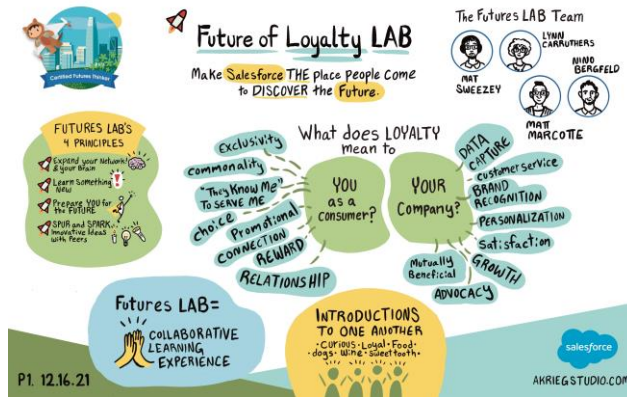 Certified Futures Thinker
Future of Loyalty LAB
Make Salesforce THE place people come
to DISCOVER the Future.
The Futures LAB Team
MAT
SWEEZEY
LYNN
CARRUTHERS
MATT
MARCOTTE
NINO
BERGFELD
FUTURES LAB'S
4 PRINCIPLES
Expend your Network!
& your Brain
Learn Something
New
Prepare YOU for
the FUTURE
SPUR and SPARK
Innovative Ideas
with Peers
What does LOYALTY
mean to
YOU
as a
consumer?
Exclusivity
commonality
"They Know Me"
TO SERVE ME
choice
Promotional
CONNECTION
REWARD
RELATIONSHIP
YOUR
Company?
DATA
CAPTURE
customer service
BRAND
RECOGNITION
PERSONALIZATION
Satisfaction
GROWTH
Mutually
Beneficial
ADVOCACY
Futures LAB=
COLLABORATIVE
LEARNING
EXPERIENCE
INTRODUCTIONS
TO ONE ANOTHER
·Curious·Loyal·Food·
dogs·wine·sweettooth·
salesforce
P1. 12.16.21
AKRIEGSTUDIO.COM